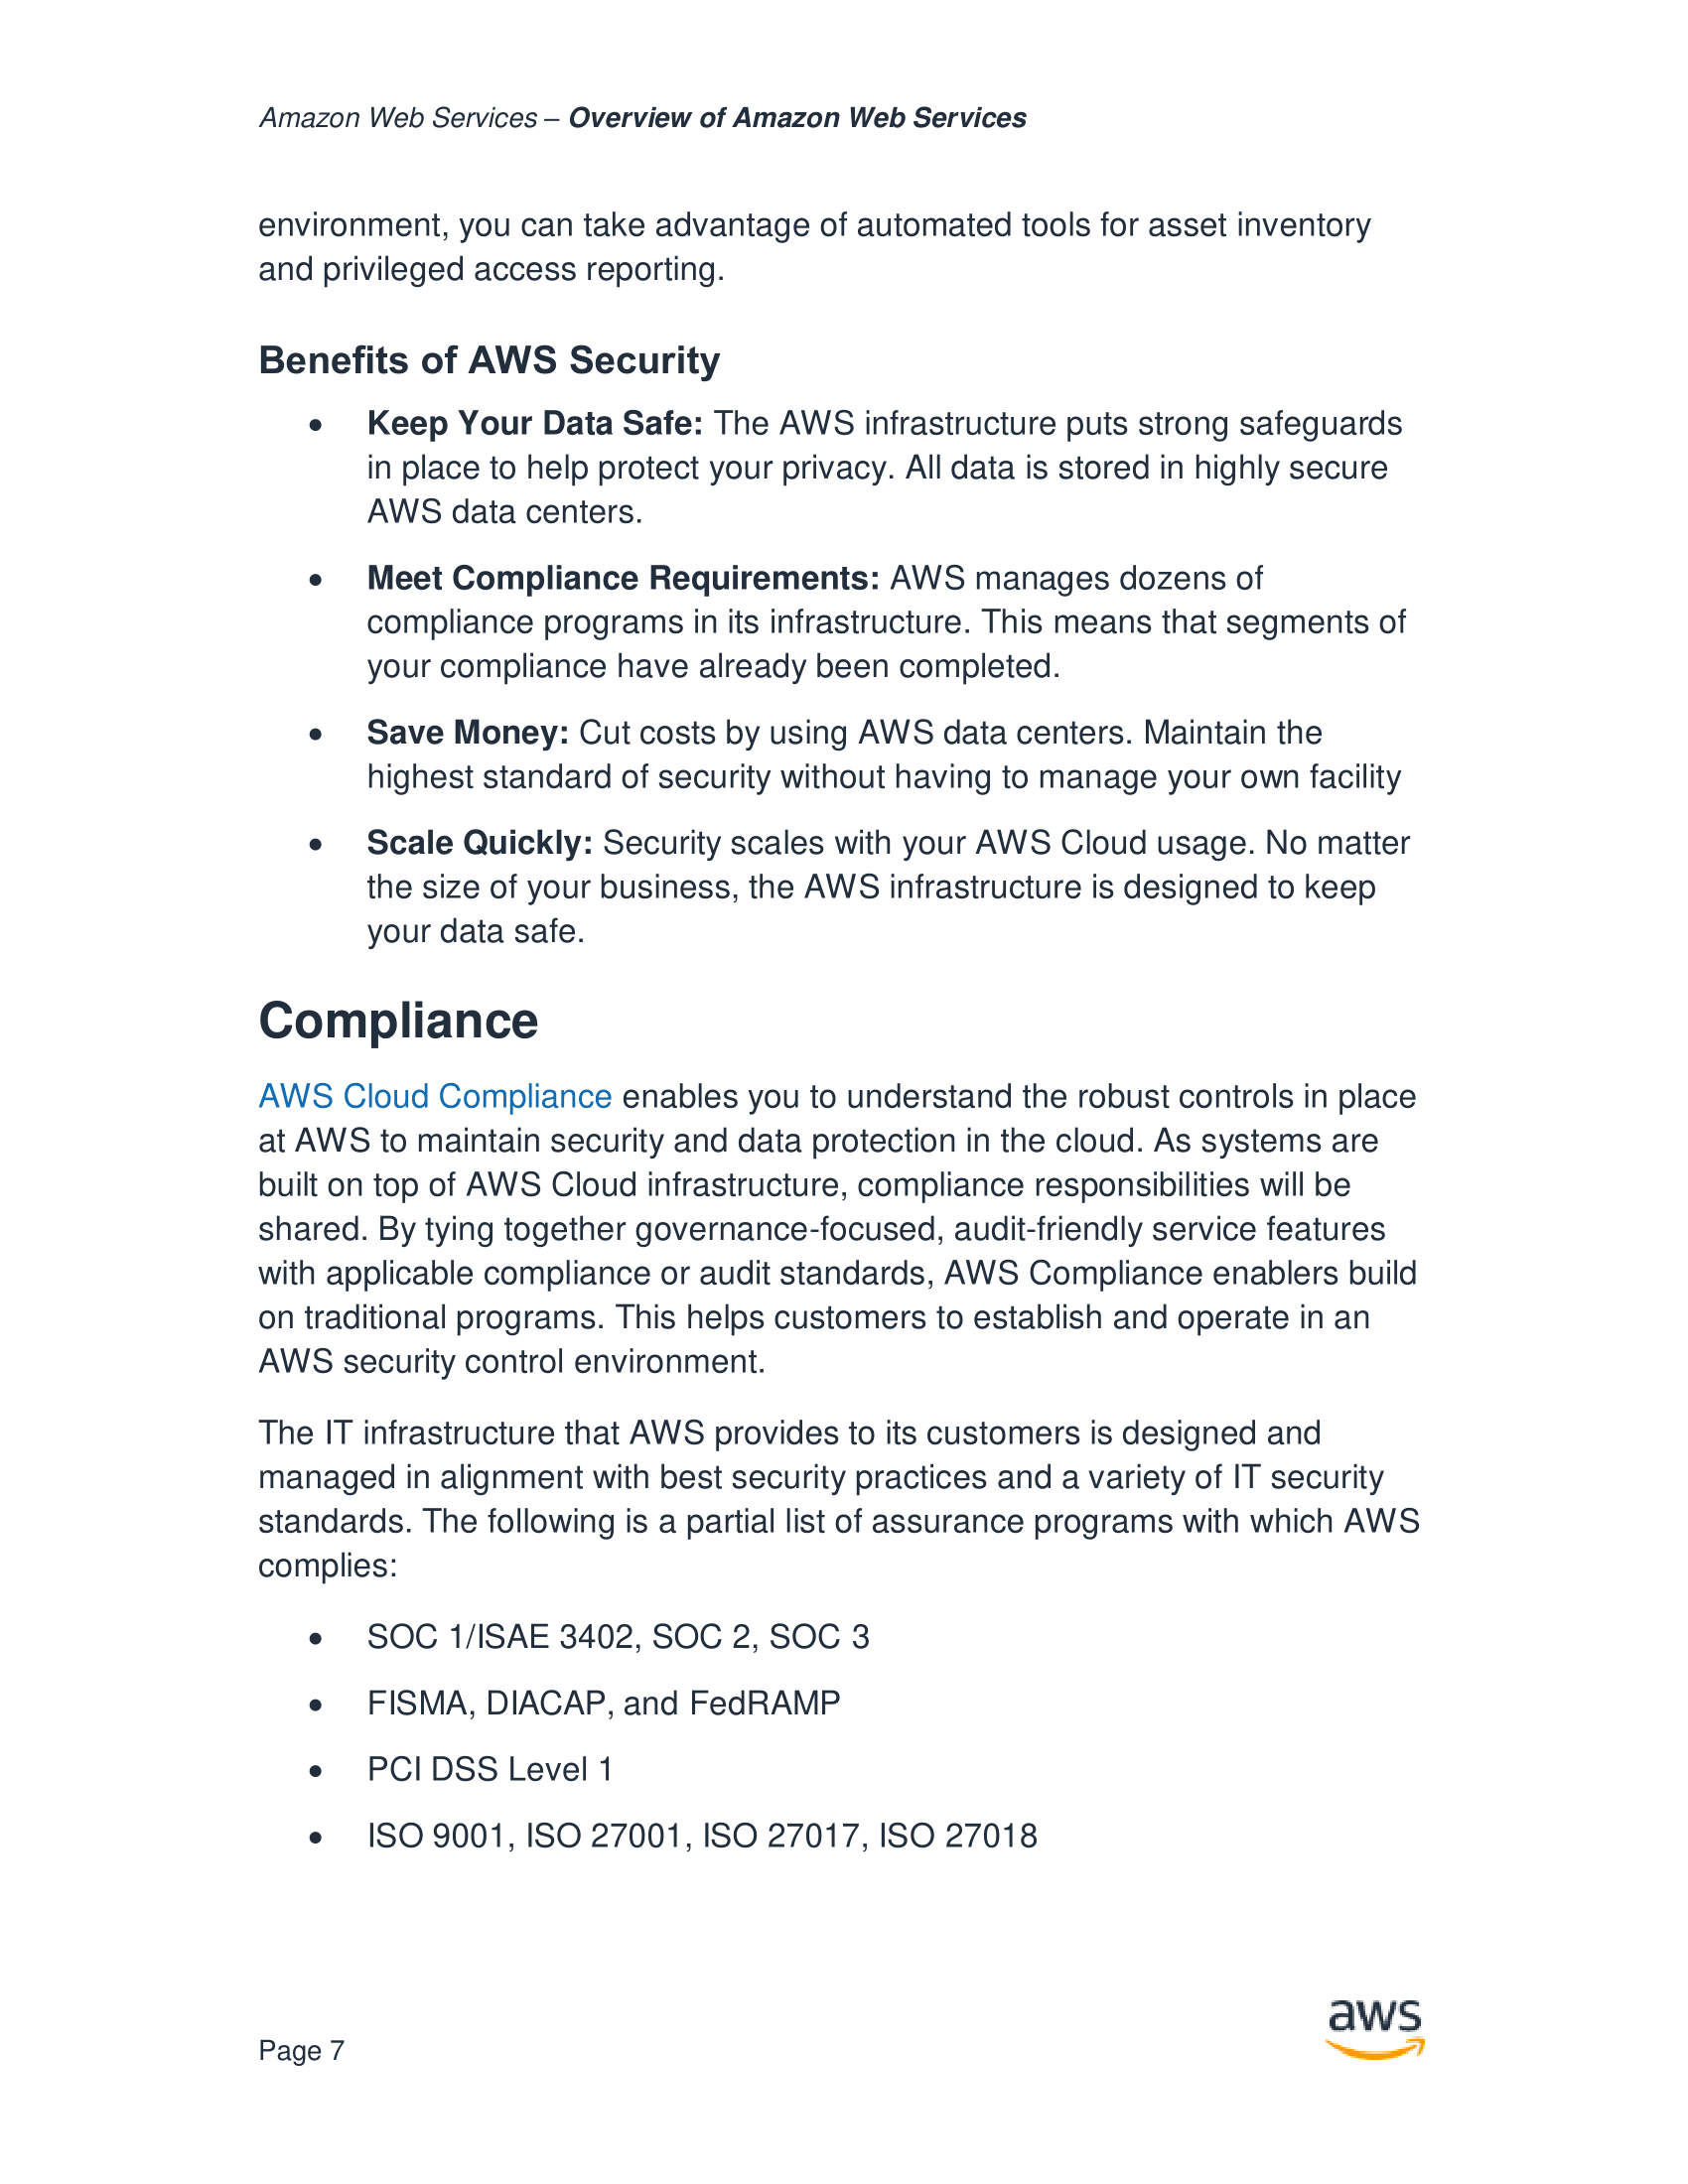 Amazon Web Services – Overview of Amazon Web Services
environment, you can take advantage of automated tools for asset inventory
and privileged access reporting.
Benefits of AWS Security
• Keep Your Data Safe: The AWS infrastructure puts strong safeguards
in place to help protect your privacy. All data is stored in highly secure
AWS data centers.
• Meet Compliance Requirements: AWS manages dozens of
compliance programs in its infrastructure. This means that segments of
your compliance have already been completed.
• Save Money: Cut costs by using AWS data centers. Maintain the
highest standard of security without having to manage your own facility
• Scale Quickly: Security scales with your AWS Cloud usage. No matter
the size of your business, the AWS infrastructure is designed to keep
your data safe.
Compliance
AWS Cloud Compliance enables you to understand the robust controls in place
at AWS to maintain security and data protection in the cloud. As systems are
built on top of AWS Cloud infrastructure, compliance responsibilities will be
shared. By tying together governance-focused, audit-friendly service features
with applicable compliance or audit standards, AWS Compliance enablers build
on traditional programs. This helps customers to establish and operate in an
AWS security control environment.
The IT infrastructure that AWS provides to its customers is designed and
managed in alignment with best security practices and a variety of IT security
standards. The following is a partial list of assurance programs with which AWS
complies:
• SOC 1/ISAE 3402, SOC 2, SOC 3
• FISMA, DIACAP, and FedRAMP
• PCI DSS Level 1
• ISO 9001, ISO 27001, ISO 27017, ISO 27018
aws
Page 7